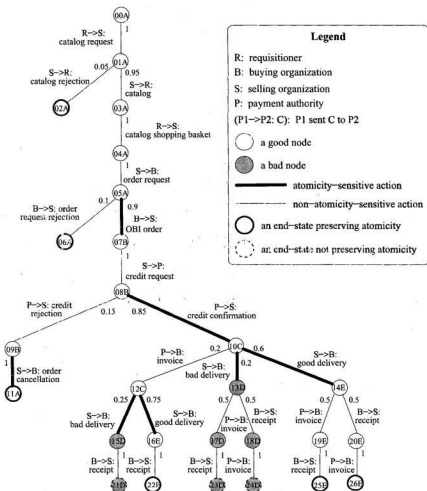 00A
R->S:
catalog request
1
S->R:
catalog rejection
0.05
01A
0.95
S->R:
catalog
02A
03A
R->S:
catalog shopping basket
1
04A
S->B:
order request
1
05A
B->S: order
request rejection
0.1
0.9
B->S:
OBI order
06A
07B
S->P:
credit request
1
08B
P->S: credit
rejection
0.15
0.85
P->S:
credit confirmation
09B
1
S->B: order
cancellation
11A
10C
P->B:
invoice
0.2
S->B:
bad delivery
0.2
0.6
S->B:
good delivery
12C
13D
14E
S->B:
bad delivery
0.25
0.75
S->B:
good delivery
0.5
P->B:
invoice
0.5
B->S:
receipt
P->B:
invoice
0.5
0.5
B->S:
receipt
15D
16E
17D
18D
19E
20E
B->S:
receipt
1
B->S:
receipt
1
B->S:
receipt
1
P->B:
invoice
1
B->S:
receipt
1
P->B:
invoice
1
21D
22E
23D
24D
25E
26E
Legend
R: requisitioner
B: buying organization
S: selling organization
P: payment authority
(P1->P2: C): P1 sent C to P2
a good node
a bad node
atomicity-sensitive action
non-atomicity-sensitive action
an end-state preserving atomicity
an end-state not preserving atomicity